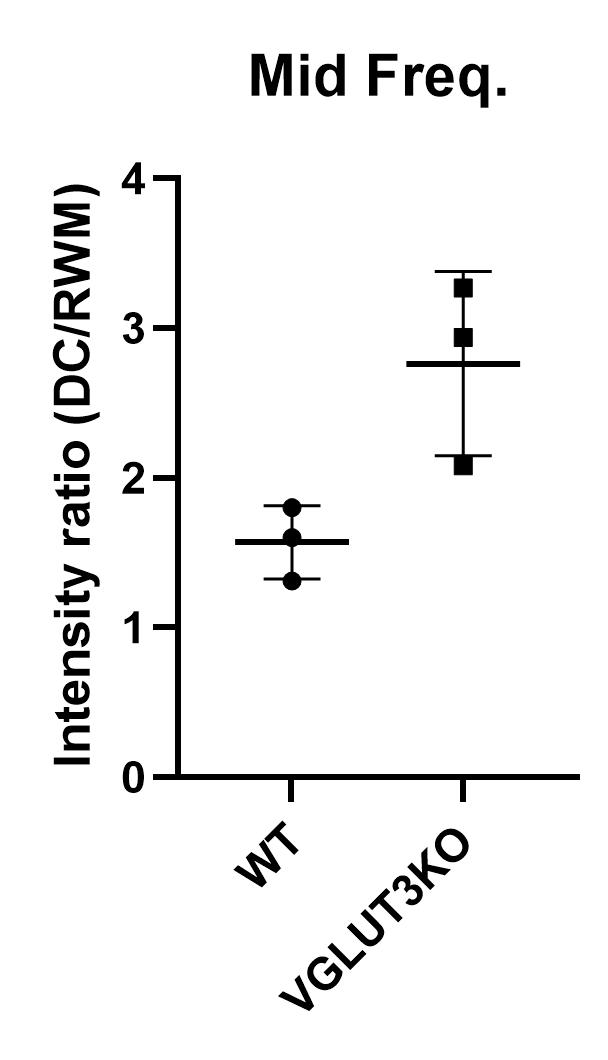 Mid Freq.
Intensity ratio (DC/RWM)
4
3
2
1
0
WT
VGLUT3KO